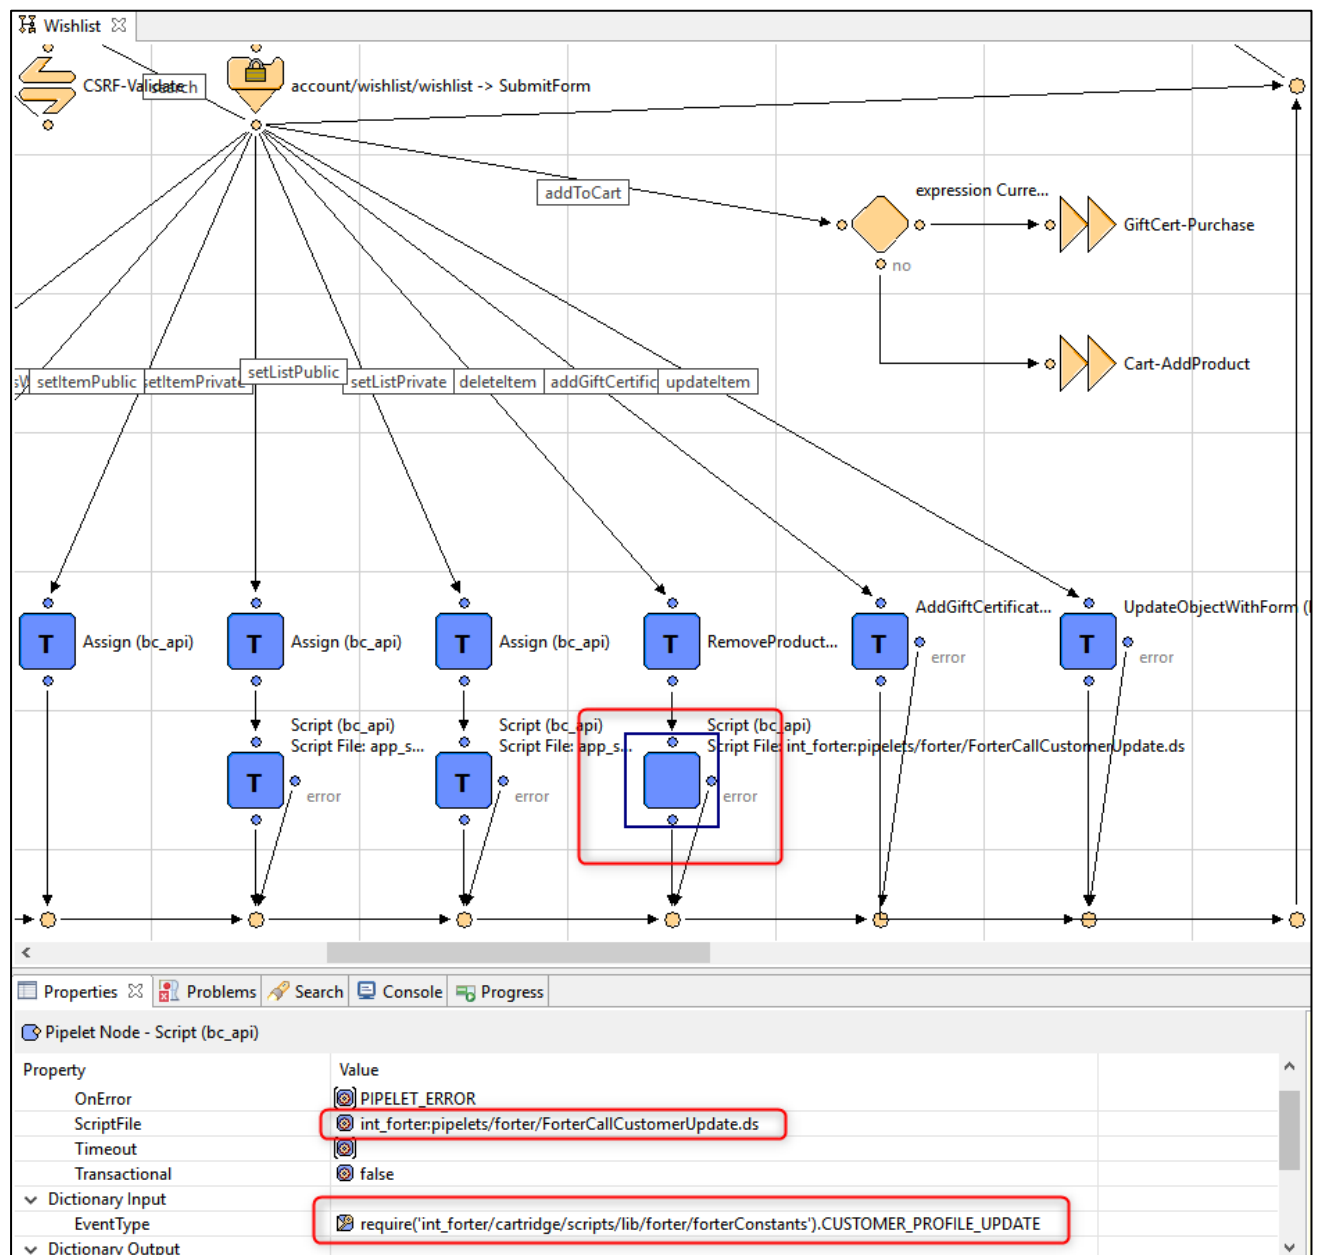 Wishlist
CSRF-Validate
search
account/wishlist/wishlist -> SubmitForm
addToCart
expression Curre...
GiftCert-Purchase
no
Cart-AddProduct
setItemPublic
setItemPrivate
setListPublic
setListPrivate
deleteItem
addGiftCertific
updateItem
Assign (bc_api)
Assign (bc_api)
Assign (bc_api)
RemoveProduct...
AddGiftCertificat...
error
UpdateObjectWithForm (
error
Script (bc_api)
Script File: app_s...
error
Script (bc_api)
Script File: app_s...
error
Script (bc_api)
Script File: int_forter:pipelets/forter/ForterCallCustomerUpdate.ds
error
T
T
T
T
T
T
T
T
Properties
Problems
Search
Console
Progress
Pipelet Node - Script (bc_api)
Property Value
OnError PIPELET_ERROR
ScriptFile int_forter:pipelets/forter/ForterCallCustomerUpdate.ds
Timeout
Transactional false
Dictionary Input
EventType require('int_forter/cartridge/scripts/lib/forter/forterConstants').CUSTOMER_PROFILE_UPDATE
Dictionary Output